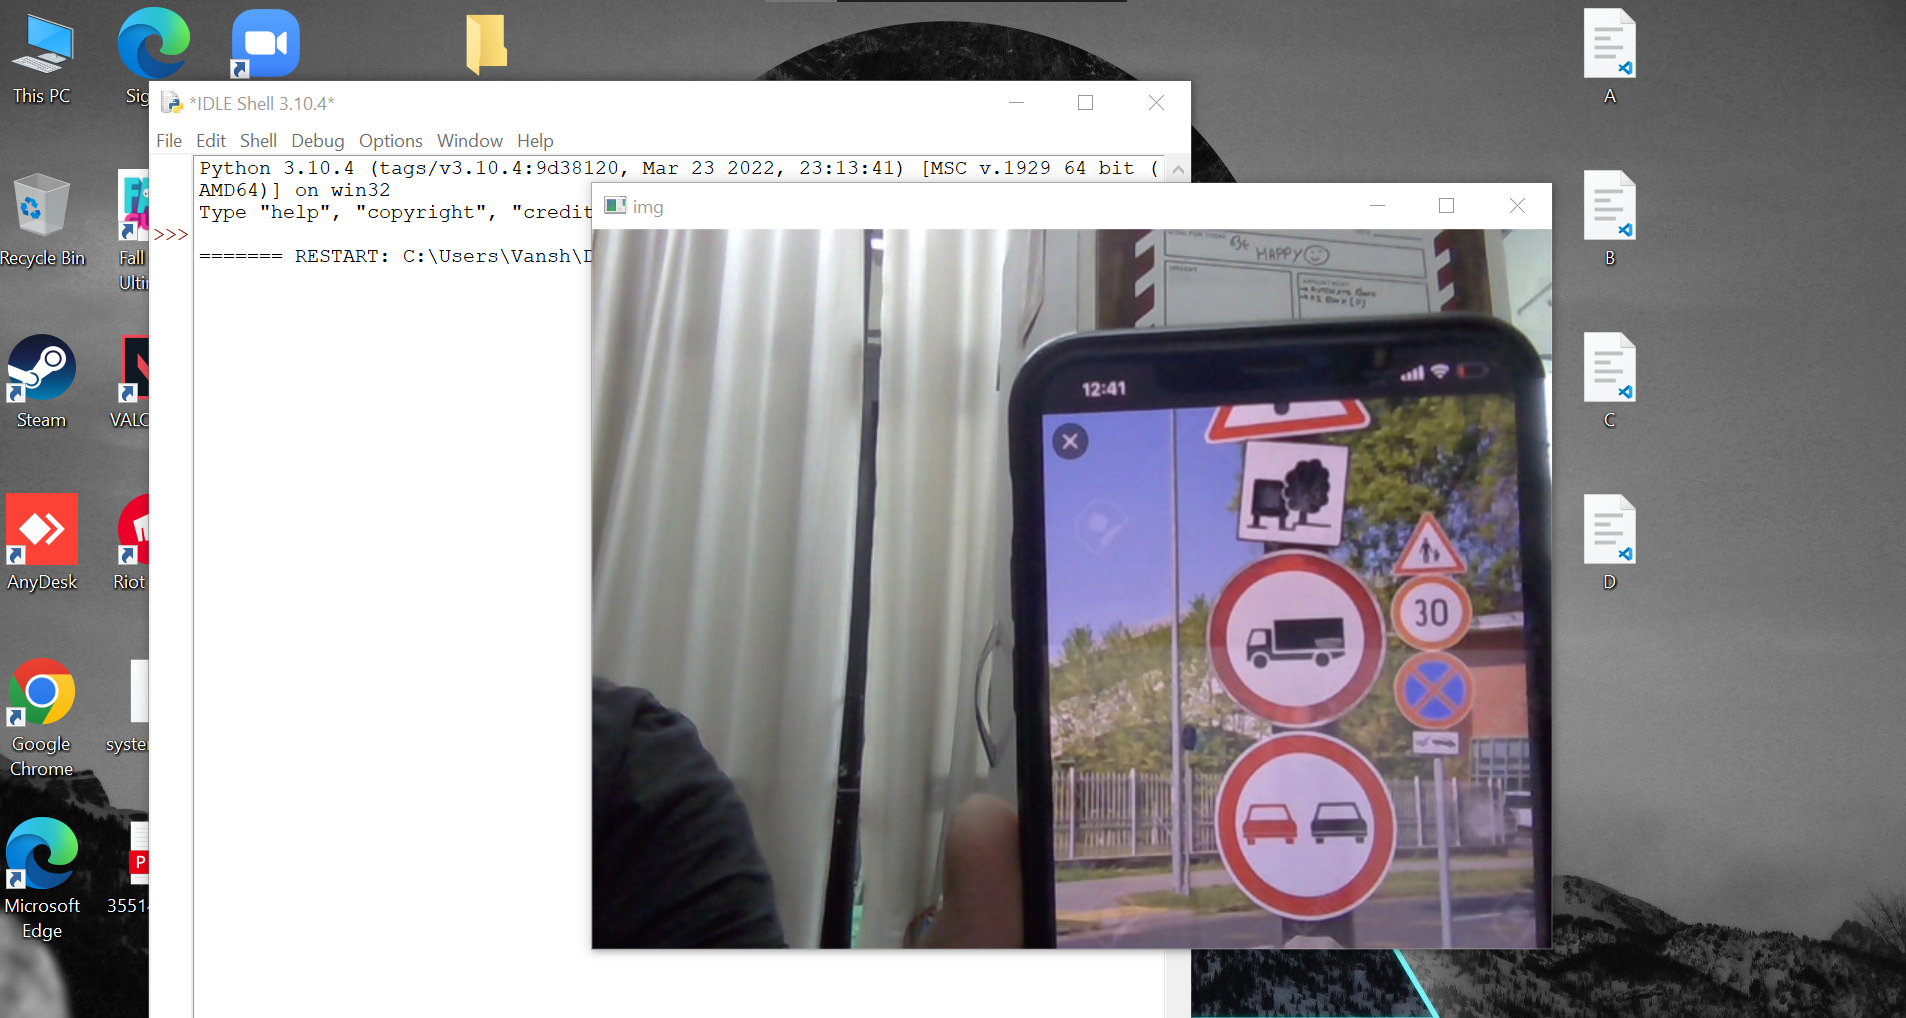 This PC
Sig
Recycle Bin
Fall
Ulti
Steam
VALO
AnyDesk
Riot
Google
Chrome
syste
Microsoft
Edge
3551
*IDLE Shell 3.10.4*
File Edit Shell Debug Options Window Help
Python 3.10.4 (tags/v3.10.4:9d38120, Mar 23 2022, 23:13:41) [MSC v.1929 64 bit (
AMD64)] on win32
Type "help", "copyright", "credit
>>>
======= RESTART: C:\Users\Vansh\D
img
BE
HAPPY
URGENT
APPOINTMENT
12:41
30
A
B
C
D